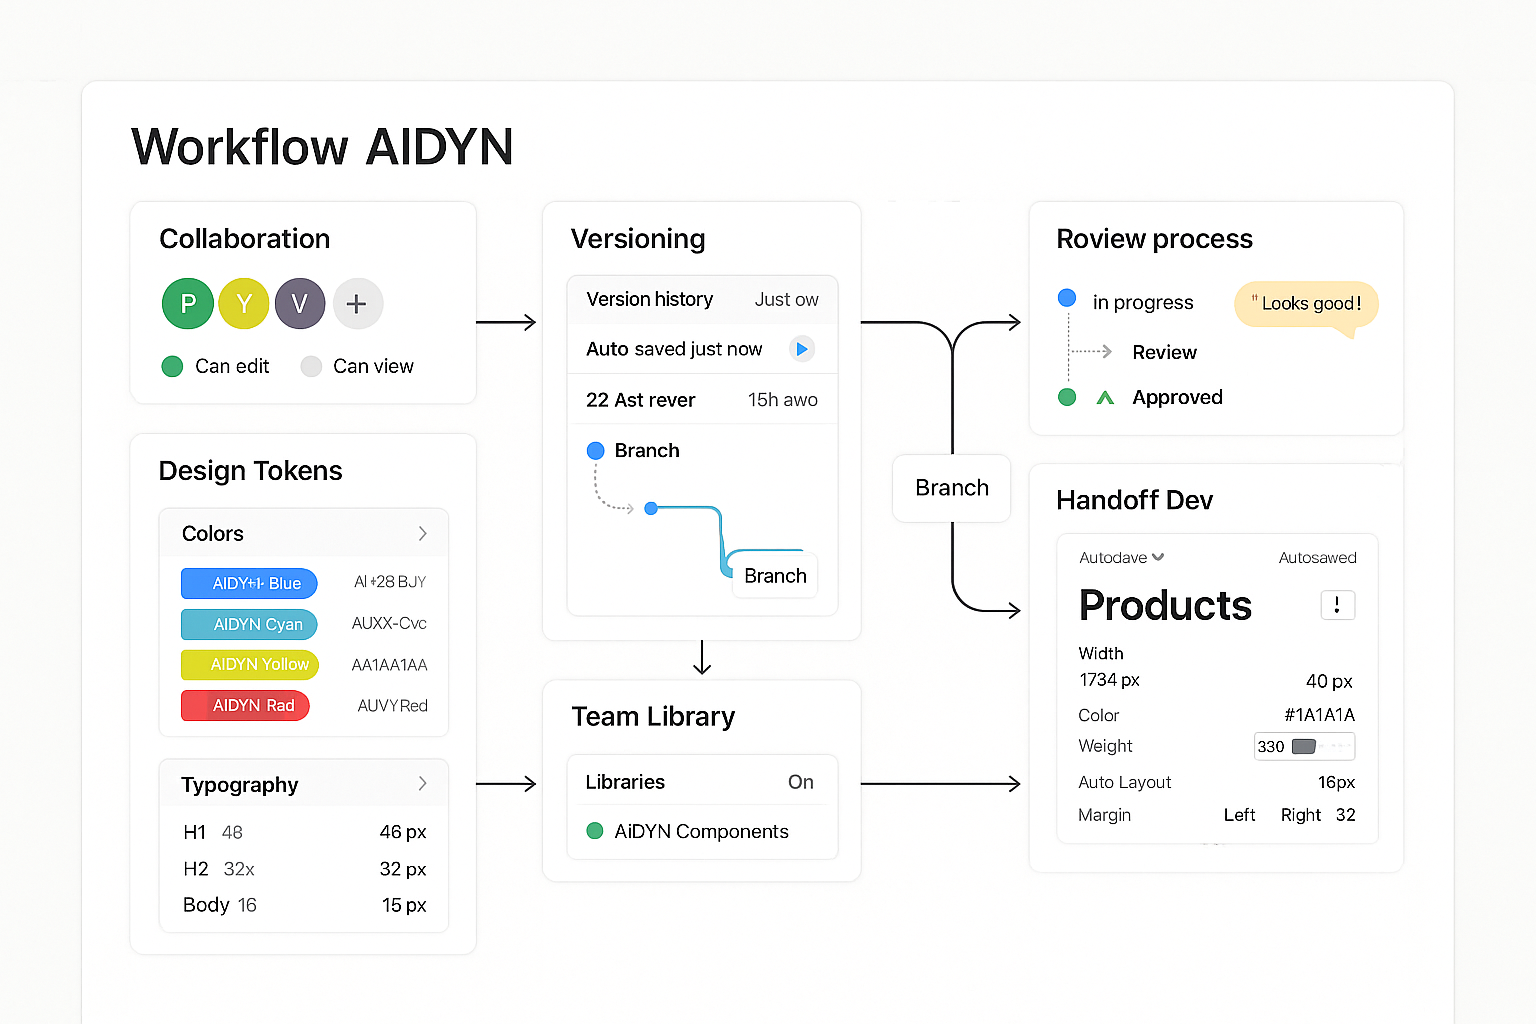 Workflow AIDYN
Collaboration
P Y V +
Can edit Can view
Design Tokens
Colors
Blue
AIDYN Cyan AUXX-Cvc
AIDYN Yollow AA1AA1AA
AIDYN Rad AUVYRed
Typography
H1 48 46 px
H2 32x 32 px
Body 16 15 px
Versioning
Version history Just ow
Auto saved just now
22 Ast rever 15h awo
Branch
Branch
Team Library
Libraries On
AiDYN Components
Branch
Roview process
in progress
"Looks good!
Review
Approved
Handoff Dev
Autodave Autosawed
Products !
Width
1734 px 40 px
Color #1A1A1A
Weight 330
Auto Layout 16px
Margin Left Right 32